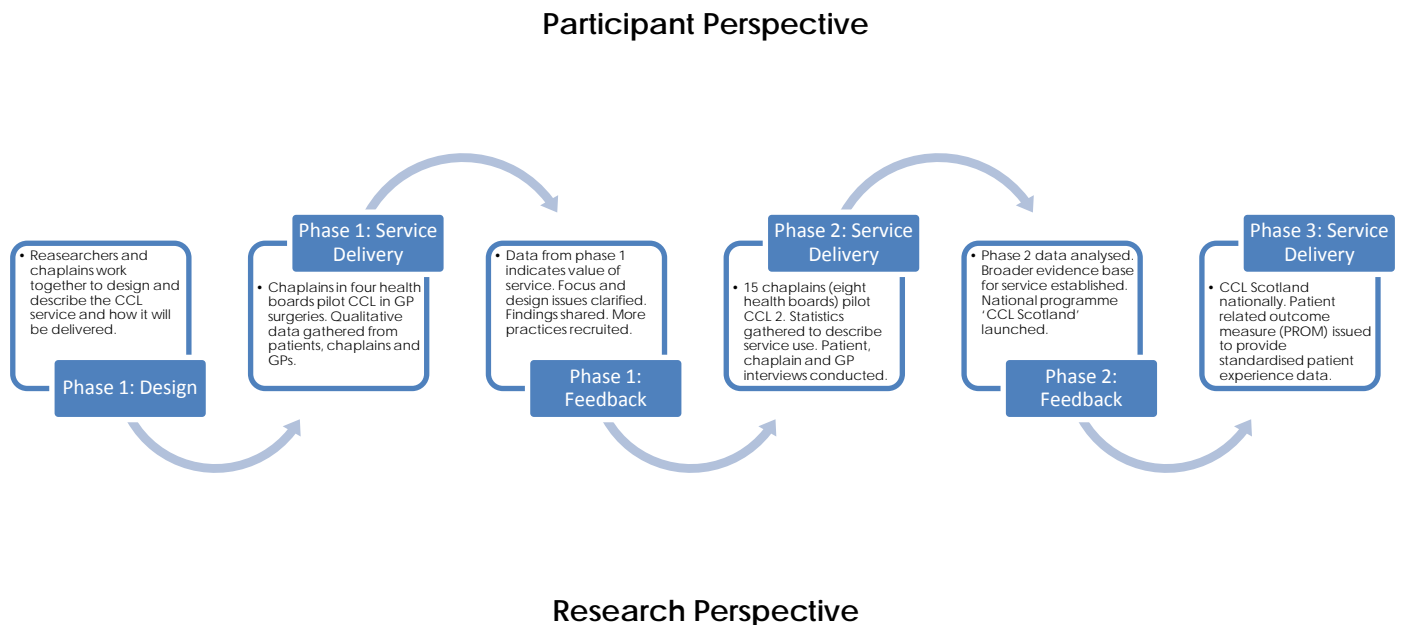 Participant Perspective
• Reasearchers and
chaplains work
together to design and
describe the CCL
service and how it will
be delivered.
Phase 1: Design
Phase 1: Service
Delivery
• Chaplains in four health
boards pilot CCL in GP
surgeries. Qualitative
data gathered from
patients, chaplains and
GPs.
• Data from phase 1
indicates value of
service. Focus and
design issues clarified.
Findings shared. More
practices recruited.
Phase 1:
Feedback
Phase 2: Service
Delivery
• 15 chaplains (eight
health boards) pilot
CCL 2. Statistics
gathered to describe
service use. Patient,
chaplain and GP
interviews conducted.
• Phase 2 data analysed.
Broader evidence base
for service established.
National programme
‘CCL Scotland’
launched.
Phase 2:
Feedback
Phase 3: Service
Delivery
• CCL Scotland
nationally. Patient
related outcome
measure (PROM) issued
to provide
standardised patient
experience data.
Research Perspective